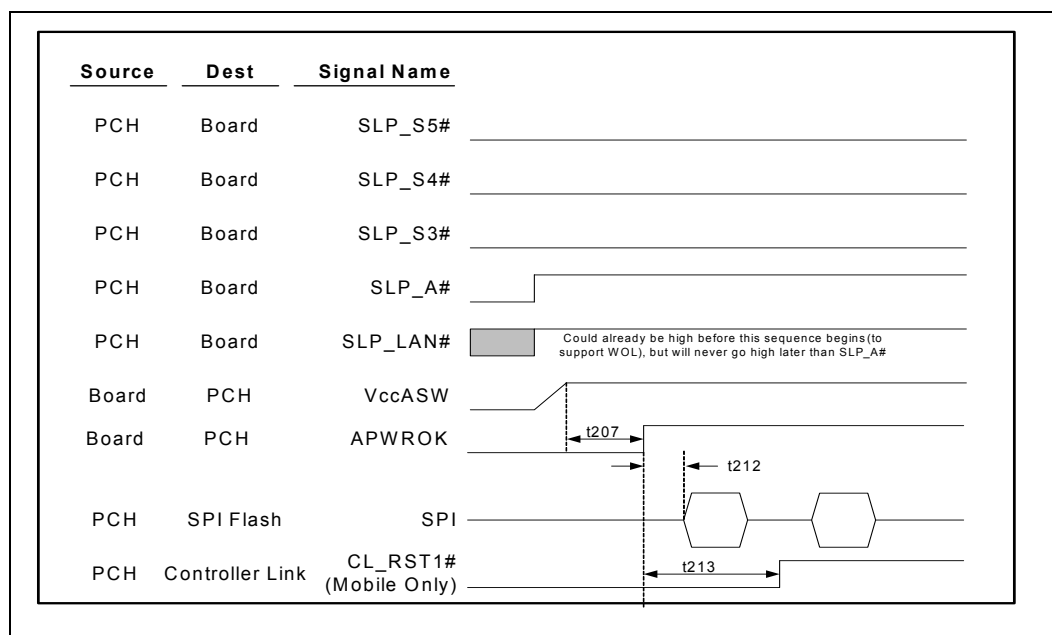 Source Dest Signal Name
PCH Board SLP_S5#
PCH Board SLP_S4#
PCH Board SLP_S3#
PCH Board SLP_A#
PCH Board SLP_LAN# Could already be high before this sequence begins(to
support WOL), but will never go high later than SLP_A#
Board PCH VccASW
Board PCH APWROK t207
t212
PCH SPI Flash SPI
PCH Controller Link CL_RST1# t213
(Mobile Only)